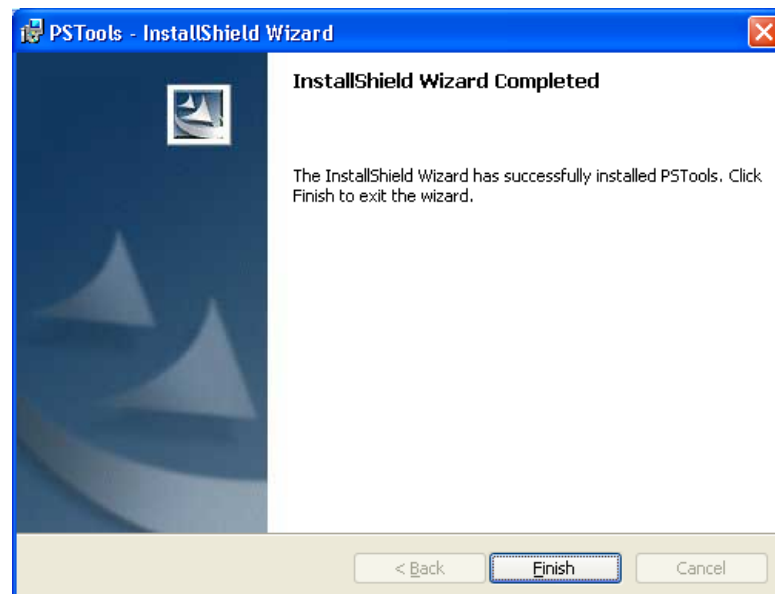 PSTools - InstallShield Wizard
InstallShield Wizard Completed
The InstallShield Wizard has successfully installed PSTools. Click
Finish to exit the wizard.
< Back Finish Cancel